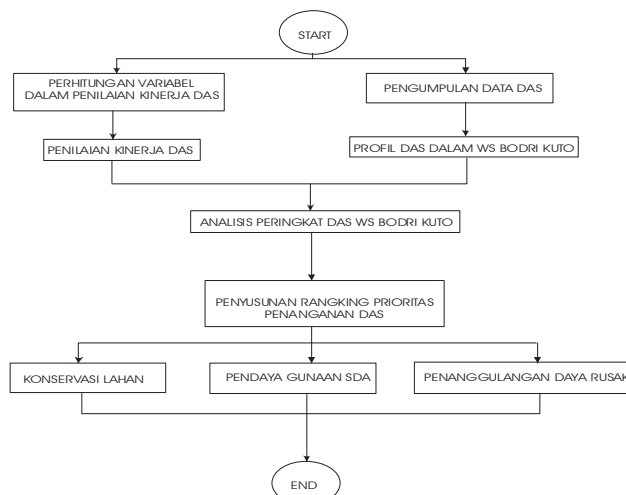 START
PERHITUNGAN VARIABEL
DALAM PENILAIAN KINERJA DAS
PENGUMPULAN DATA DAS
PENILAIAN KINERJA DAS
PROFIL DAS DALAM WS BODRI KUTO
ANALISIS PERINGKAT DAS WS BODRI KUTO
PENYUSUNAN RANGKING PRIORITAS
PENANGANAN DAS
KONSERVASI LAHAN
PENDAYA GUNAAN SDA
PENANGGULANGAN DAYA RUSAK
END